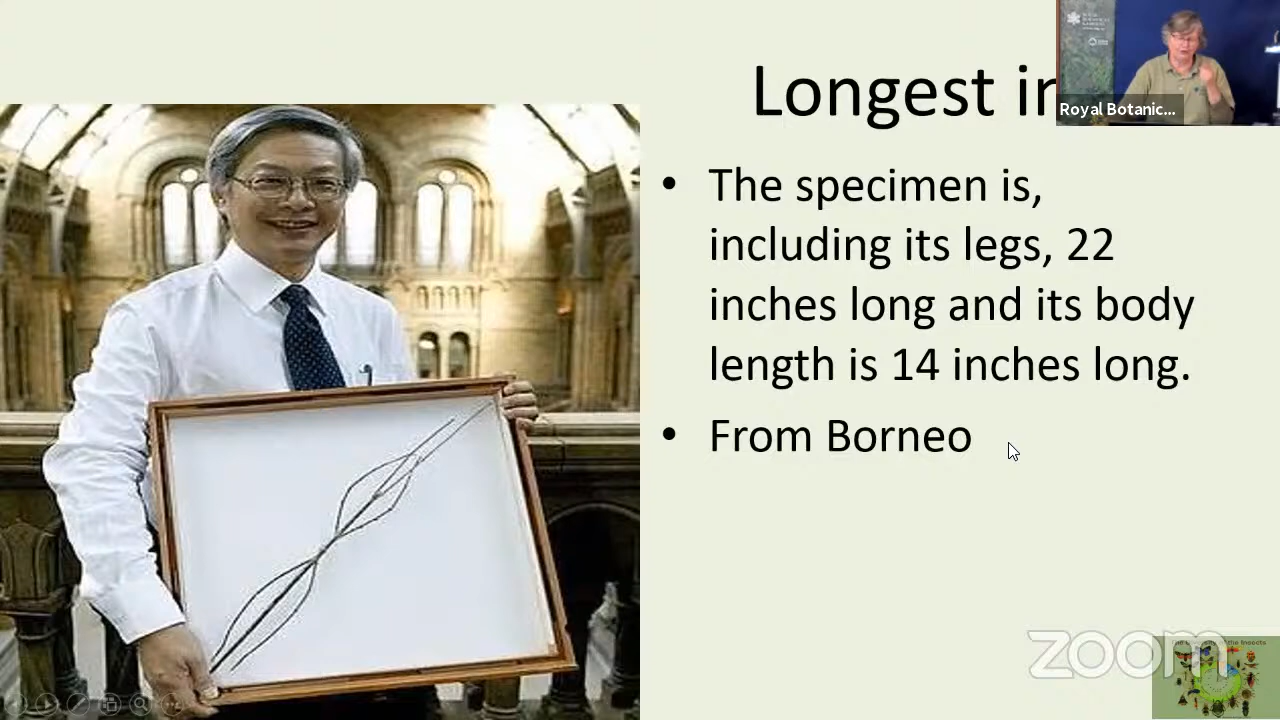 Longest in
Royal Botanic...
• The specimen is,
including its legs, 22
inches long and its body
length is 14 inches long.
• From Borneo
zoom